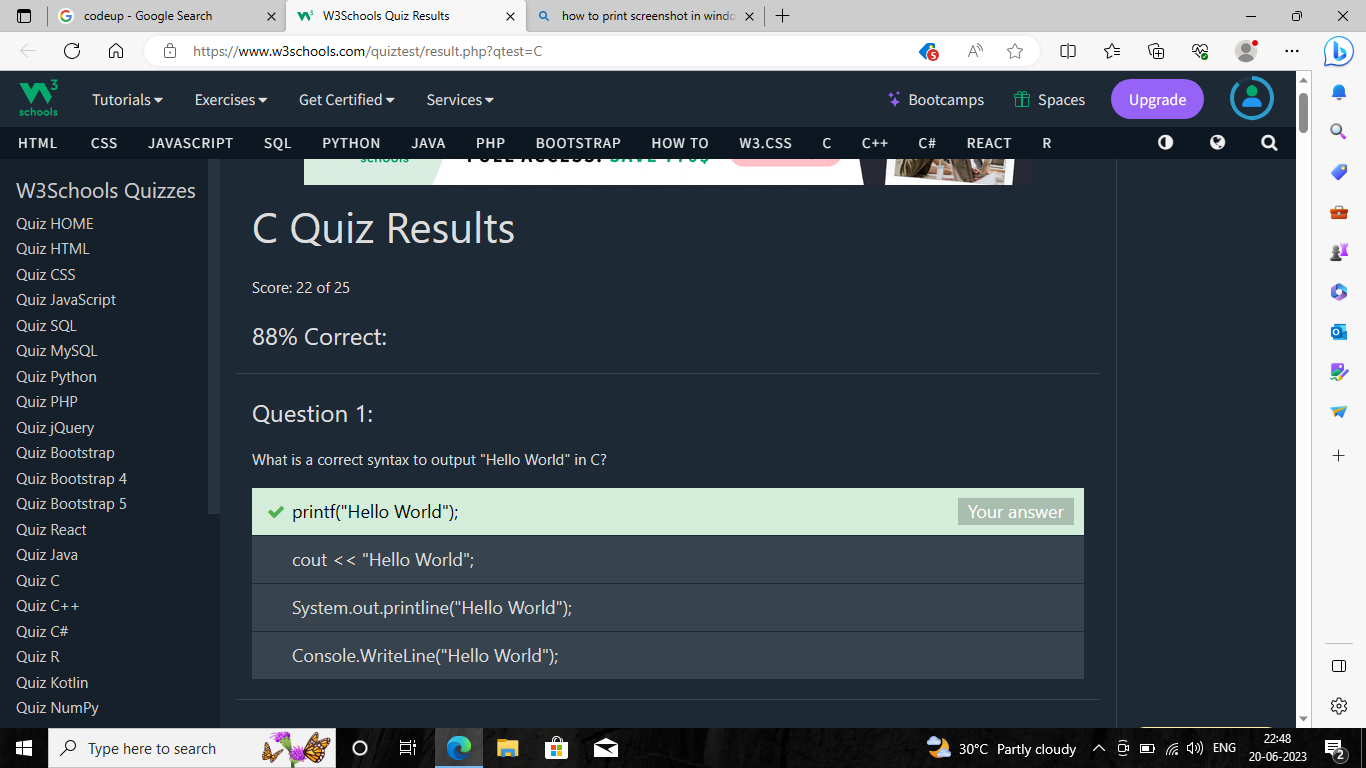 codeup - Google Search
W3Schools Quiz Results
how to print screenshot in windo
https://www.w3schools.com/quiztest/result.php?qtest=C
5
W3
schools
Tutorials
Exercises
Get Certified
Services
Bootcamps
Spaces
Upgrade
HTML
CSS
JAVASCRIPT
SQL
PYTHON
JAVA
PHP
BOOTSTRAP
HOW TO
W3.CSS
C
C++
C#
REACT
R
W3Schools Quizzes
Quiz HOME
Quiz HTML
Quiz CSS
Quiz JavaScript
Quiz SQL
Quiz MySQL
Quiz Python
Quiz PHP
Quiz jQuery
Quiz Bootstrap
Quiz Bootstrap 4
Quiz Bootstrap 5
Quiz React
Quiz Java
Quiz C
Quiz C++
Quiz C#
Quiz R
Quiz Kotlin
Quiz NumPy
schools
C Quiz Results
Score: 22 of 25
88% Correct:
Question 1:
What is a correct syntax to output "Hello World" in C?
printf("Hello World");
Your answer
cout << "Hello World";
System.out.printline("Hello World");
Console.WriteLine("Hello World");
Type here to search
30°C Partly cloudy
ENG
22:48
20-06-2023
2